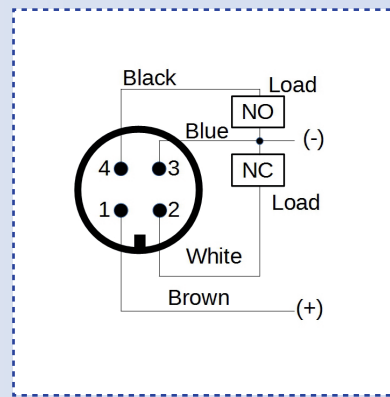 Black
Load
NO
Blue
(-)
4
3
NC
1
2
Load
White
Brown
(+)